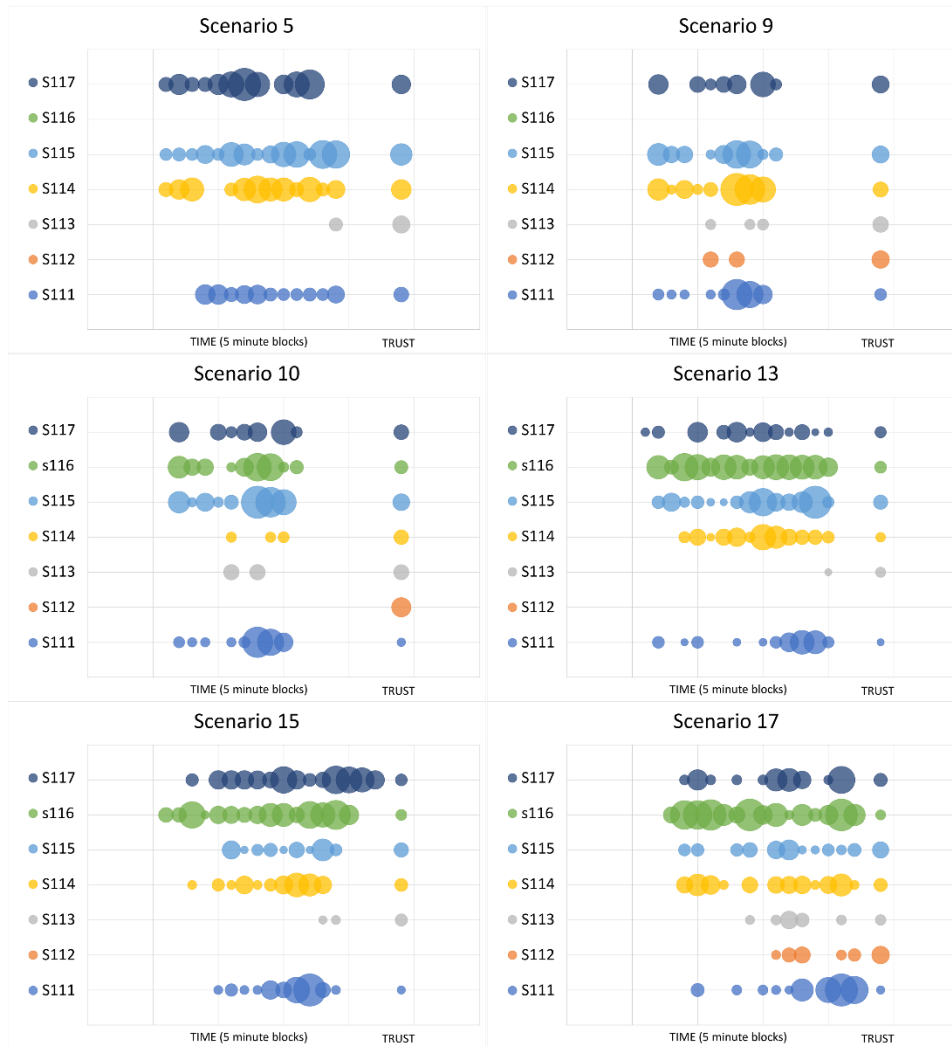 Scenario 5
S117
S116
S115
S114
S113
S112
S111
TIME (5 minute blocks) TRUST
Scenario 9
S117
S116
S115
S114
S113
S112
S111
TIME (5 minute blocks) TRUST
Scenario 10
S117
s116
S115
S114
S113
S112
S111
TIME (5 minute blocks) TRUST
Scenario 13
S117
s116
S115
S114
S113
S112
S111
TIME (5 minute blocks) TRUST
Scenario 15
S117
s116
S115
S114
S113
S112
S111
TIME (5 minute blocks) TRUST
Scenario 17
S117
s116
S115
S114
S113
S112
S111
TIME (5 minute blocks) TRUST